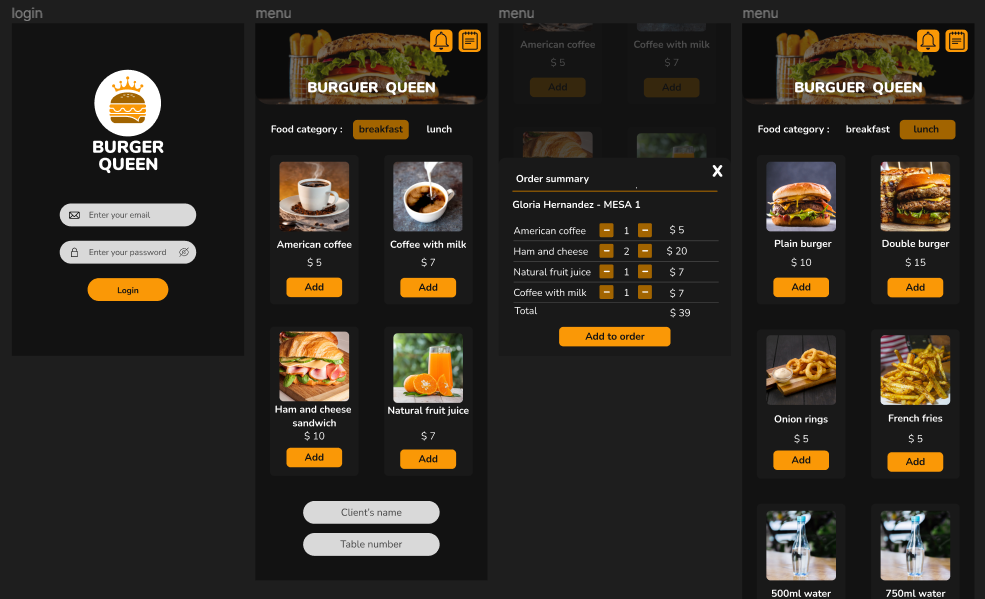 login
BURGER
QUEEN
Enter your email
Enter your password
Login
menu
BURGUER QUEEN
Food category :
breakfast
lunch
American coffee
$ 5
Add
Coffee with milk
$ 7
Add
Ham and cheese
sandwich
$ 10
Add
Natural fruit juice
$ 7
Add
Client's name
Table number
menu
American coffee
$ 5
Add
Coffee with milk
$ 7
Add
X
Order summary
Gloria Hernandez - MESA 1
American coffee - 1 - $ 5
Ham and cheese - 2 - $ 20
Natural fruit juice - 1 - $ 7
Coffee with milk - 1 - $ 7
Total $ 39
Add to order
menu
BURGUER QUEEN
Food category :
breakfast
lunch
Plain burger
$ 10
Add
Double burger
$ 15
Add
Onion rings
$ 5
Add
French fries
$ 5
Add
500ml water
750ml water